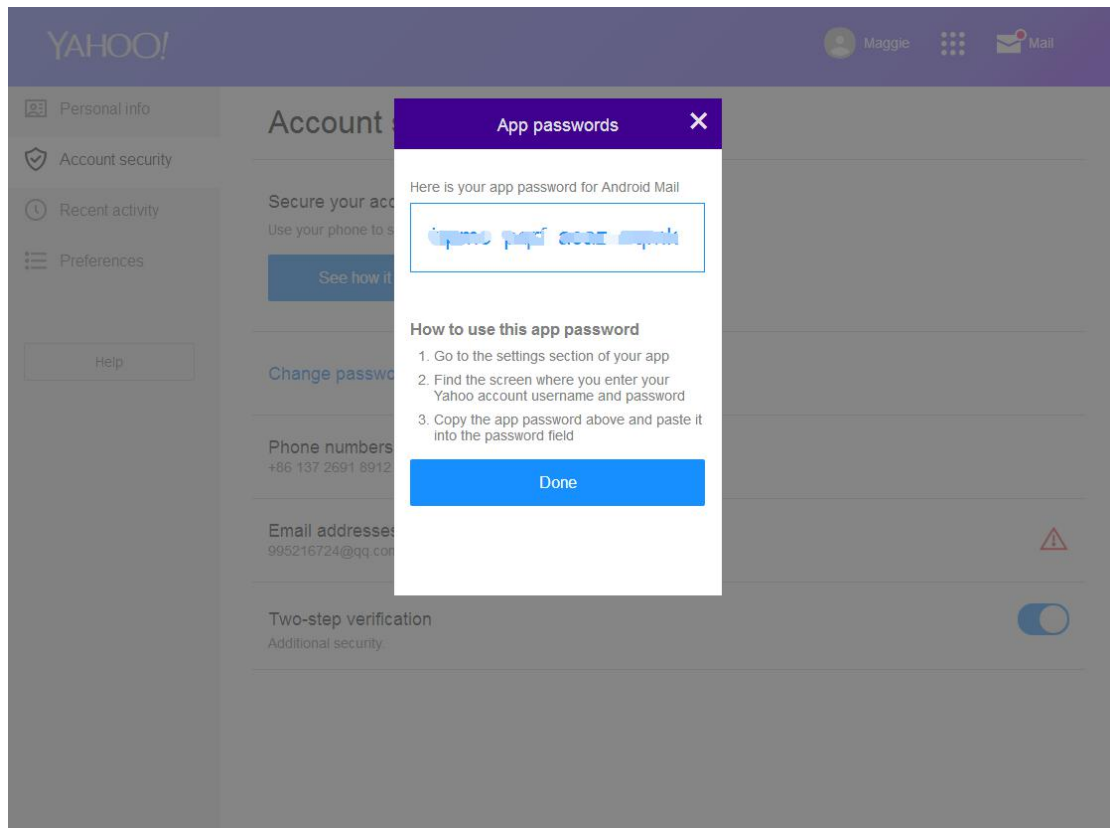 YAHOO!
Maggie
Mail
Personal info
Account security
Recent activity
Preferences
Help
Account
App passwords
Here is your app password for Android Mail
How to use this app password
1. Go to the settings section of your app
2. Find the screen where you enter your
Yahoo account username and password
3. Copy the app password above and paste it
into the password field
Done
Secure your
Use your phone to
See how it
Change
Phone numbers
+86 137 2691 8912
Email addresses
995216724@qq.com
Two-step verification
Additional security.